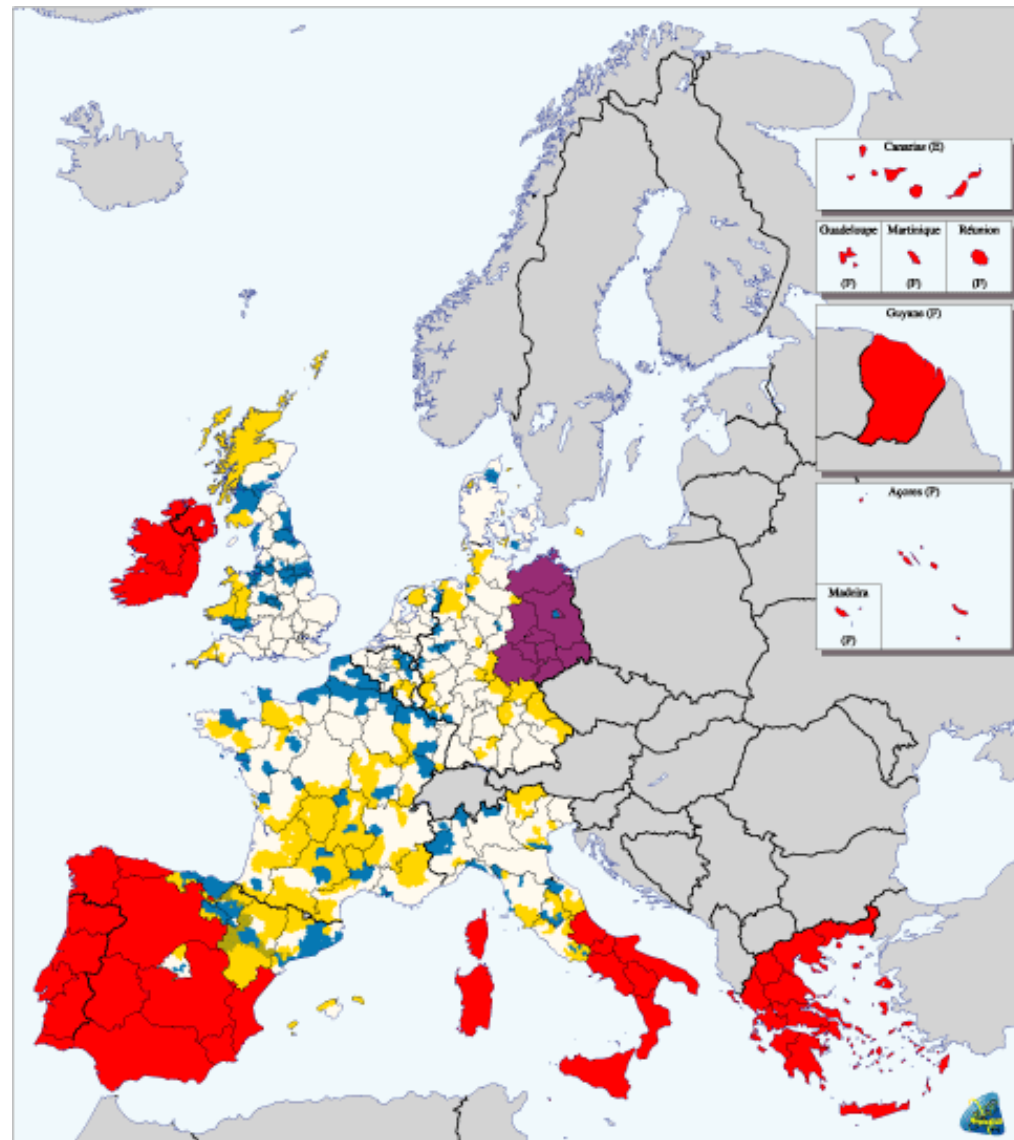 Canarias (E)
Guadeloupe
(F)
Martinique
(F)
Réunion
(F)
Guyane (F)
Açores (P)
Madeira
(P)